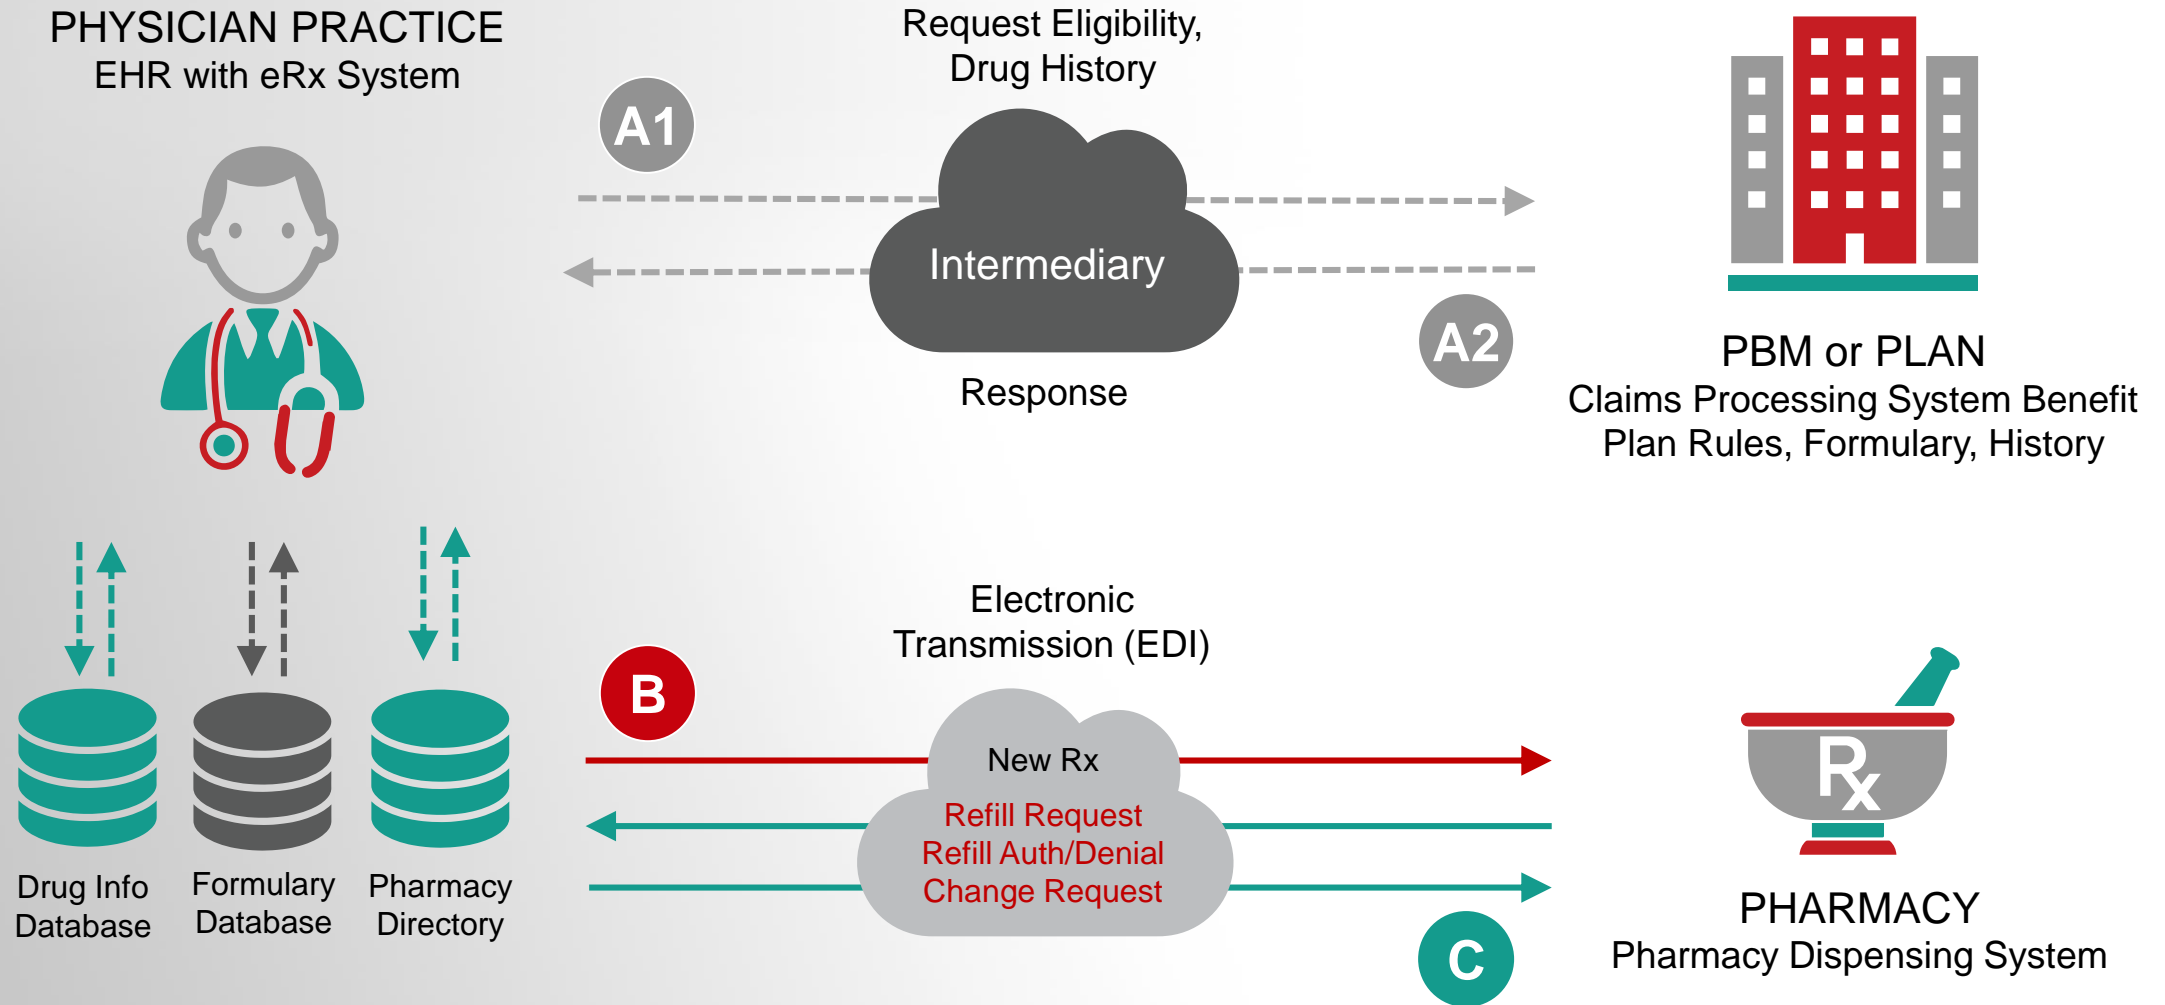 PHYSICIAN PRACTICE
EHR with eRx System
A1
Request Eligibility,
Drug History
Intermediary
Response
A2
PBM or PLAN
Claims Processing System Benefit
Plan Rules, Formulary, History
Drug Info
Database
Formulary
Database
Pharmacy
Directory
B
Electronic
Transmission (EDI)
New Rx
Refill Request
Refill Auth/Denial
Change Request
C
Rx
PHARMACY
Pharmacy Dispensing System